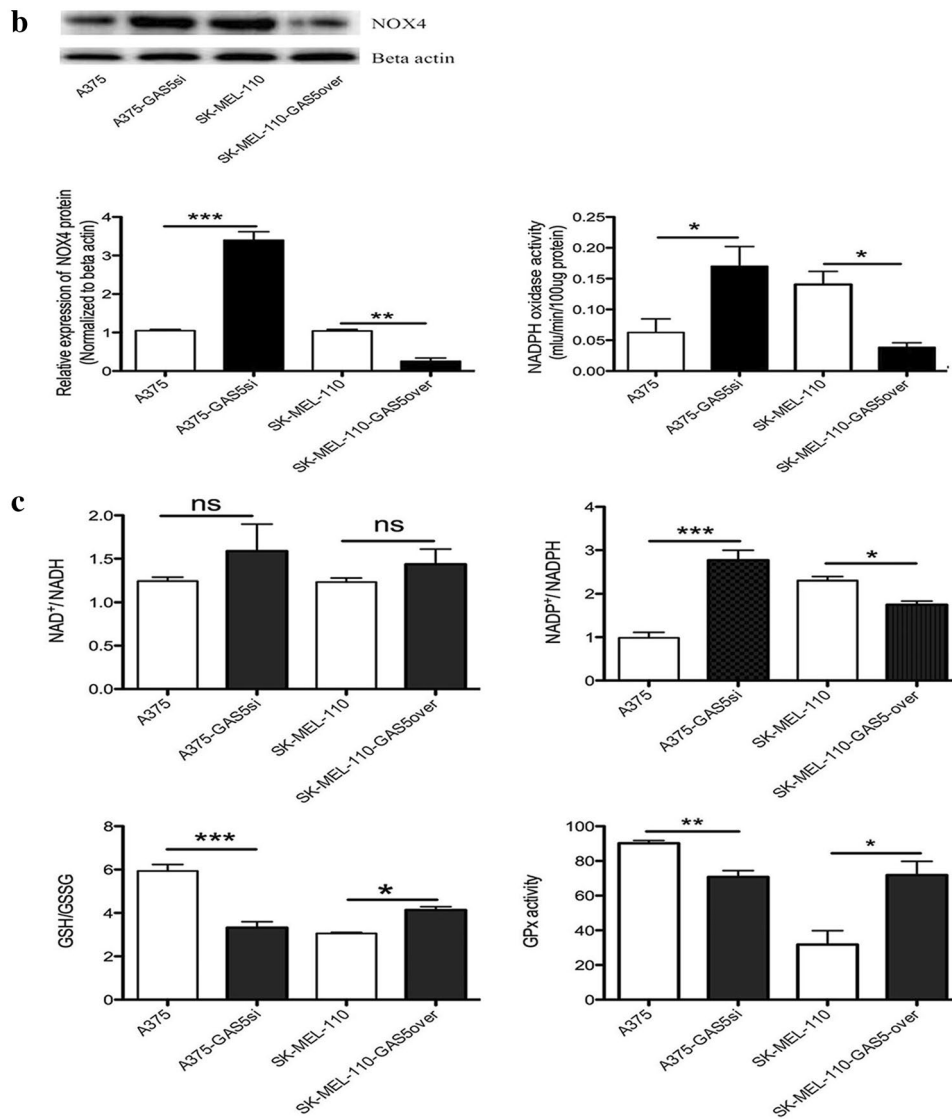 b
NOX4
Beta actin
A375
A375-GAS5si
SK-MEL-110
SK-MEL-110-GAS5over
Relative expression of NOX4 protein
(Normalized to beta actin)
4
3
2
1
0
***
**
A375
A375-GAS5si
SK-MEL-110
SK-MEL-110-GAS5over
NADPH oxidase activity
(mlu/min/100ug protein)
0.25
0.20
0.15
0.10
0.05
0.00
*
*
A375
A375-GAS5si
SK-MEL-110
SK-MEL-110-GAS5over
c
NAD+/NADH
2.0
1.5
1.0
0.5
0.0
ns
ns
A375
A375-GAS5si
SK-MEL-110
SK-MEL-110-GAS5over
NADP+/NADPH
4
3
2
1
0
***
*
A375
A375-GAS5si
SK-MEL-110
SK-MEL-110-GAS5-over
GSH/GSSG
8
6
4
2
0
***
*
A375
A375-GAS5si
SK-MEL-110
SK-MEL-110-GAS5over
GPx activity
100
80
60
40
20
0
**
*
A375
A375-GAS5si
SK-MEL-110
SK-MEL-110-GAS5-over